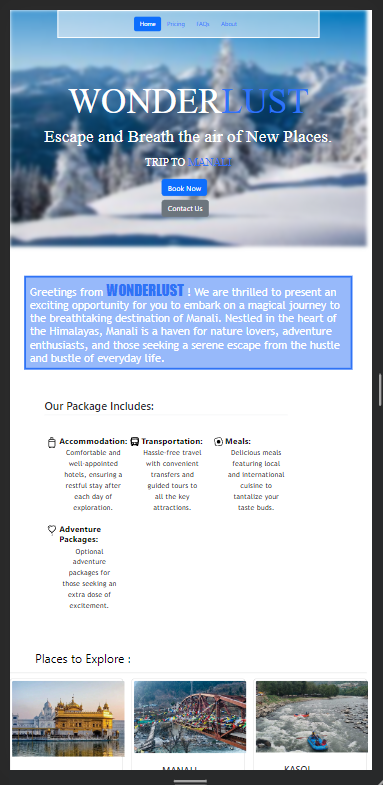 Home Pricing FAQs About
WONDERLUST
Escape and Breath the air of New Places.
TRIP TO MANALI
Book Now
Contact Us
Greetings from WONDERLUST ! We are thrilled to present an
exciting opportunity for you to embark on a magical journey to
the breathtaking destination of Manali. Nestled in the heart of
the Himalayas, Manali is a haven for nature lovers, adventure
enthusiasts, and those seeking a serene escape from the hustle
and bustle of everyday life.
Our Package Includes:
Accommodation:
Comfortable and
well-appointed
hotels, ensuring a
restful stay after
each day of
exploration.
Transportation:
Hassle-free travel
with convenient
transfers and
guided tours to
all the key
attractions.
Meals:
Delicious meals
featuring local
and international
cuisine to
tantalize your
taste buds.
Adventure
Packages:
Optional
adventure
packages for
those seeking an
extra dose of
excitement.
Places to Explore :
MANALI
KASOL